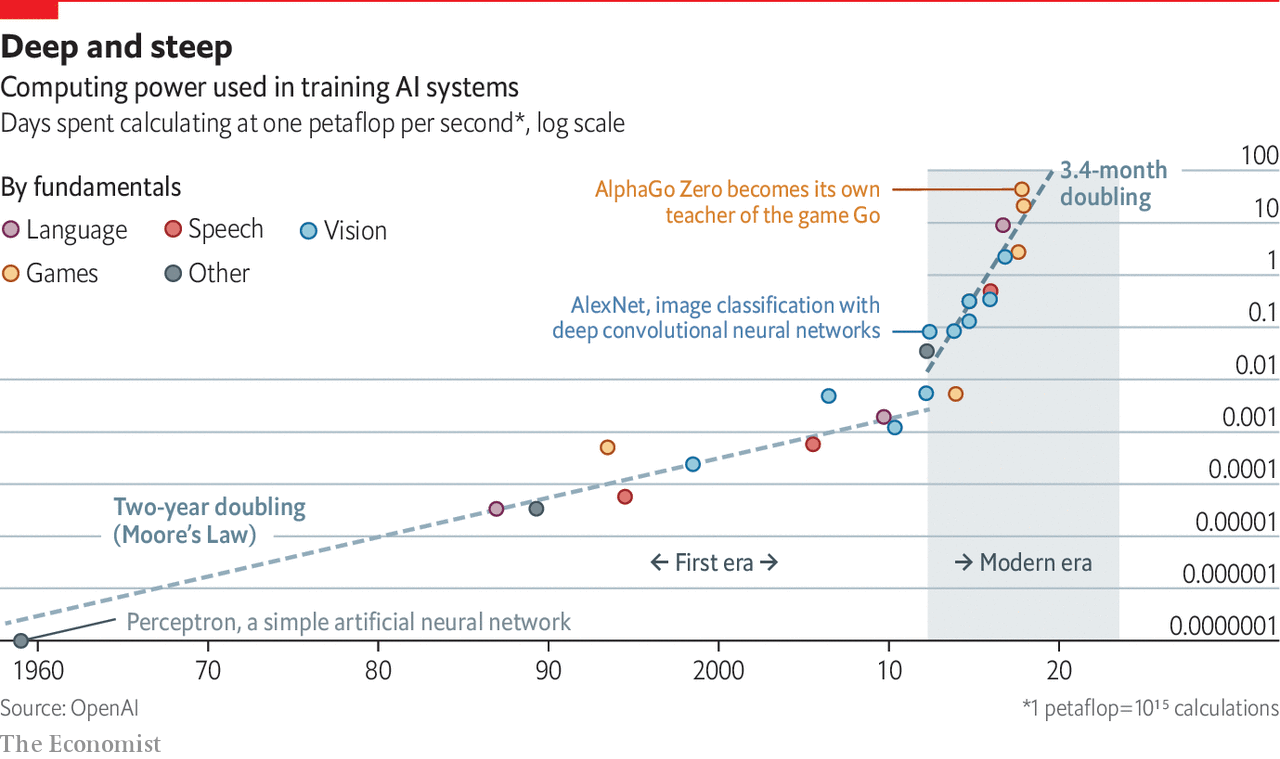 Deep and steep
Computing power used in training AI systems
Days spent calculating at one petaflop per second*, log scale
By fundamentals
Language
Speech
Vision
Games
Other
AlphaGo Zero becomes its own
teacher of the game Go
3.4-month
doubling
AlexNet, image classification with
deep convolutional neural networks
100
10
1
0.1
0.01
0.001
0.0001
0.00001
0.000001
0.0000001
Two-year doubling
(Moore's Law)
← First era →
→ Modern era
Perceptron, a simple artificial neural network
1960
70
80
90
2000
10
20
Source: OpenAI
*1 petaflop=10¹⁵ calculations
The Economist